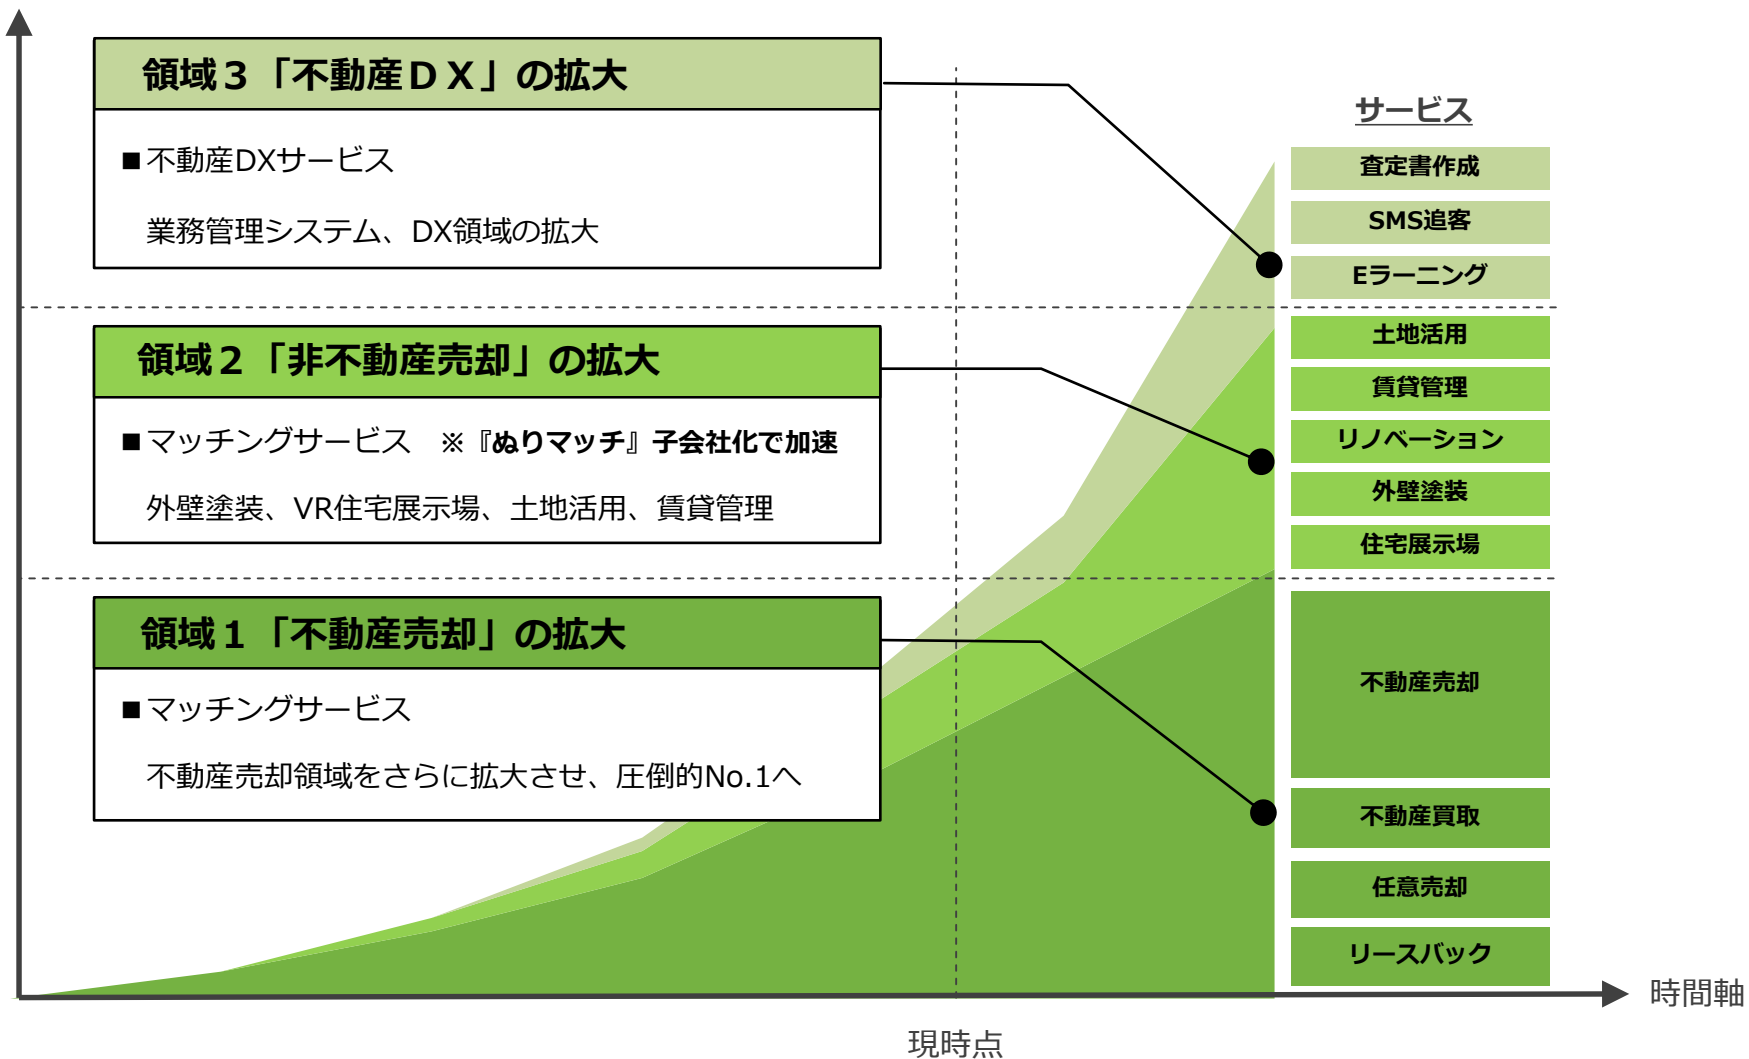 領域３「不動産ＤＸ」の拡大
■不動産DXサービス
業務管理システム、DX領域の拡大
領域２「非不動産売却」の拡大
■マッチングサービス ※『ぬりマッチ』子会社化で加速
外壁塗装、VR住宅展示場、土地活用、賃貸管理
領域１「不動産売却」の拡大
■マッチングサービス
不動産売却領域をさらに拡大させ、圧倒的No.1へ
サービス
査定書作成
SMS追客
Eラーニング
土地活用
賃貸管理
リノベーション
外壁塗装
住宅展示場
不動産売却
不動産買取
任意売却
リースバック
時間軸
現時点